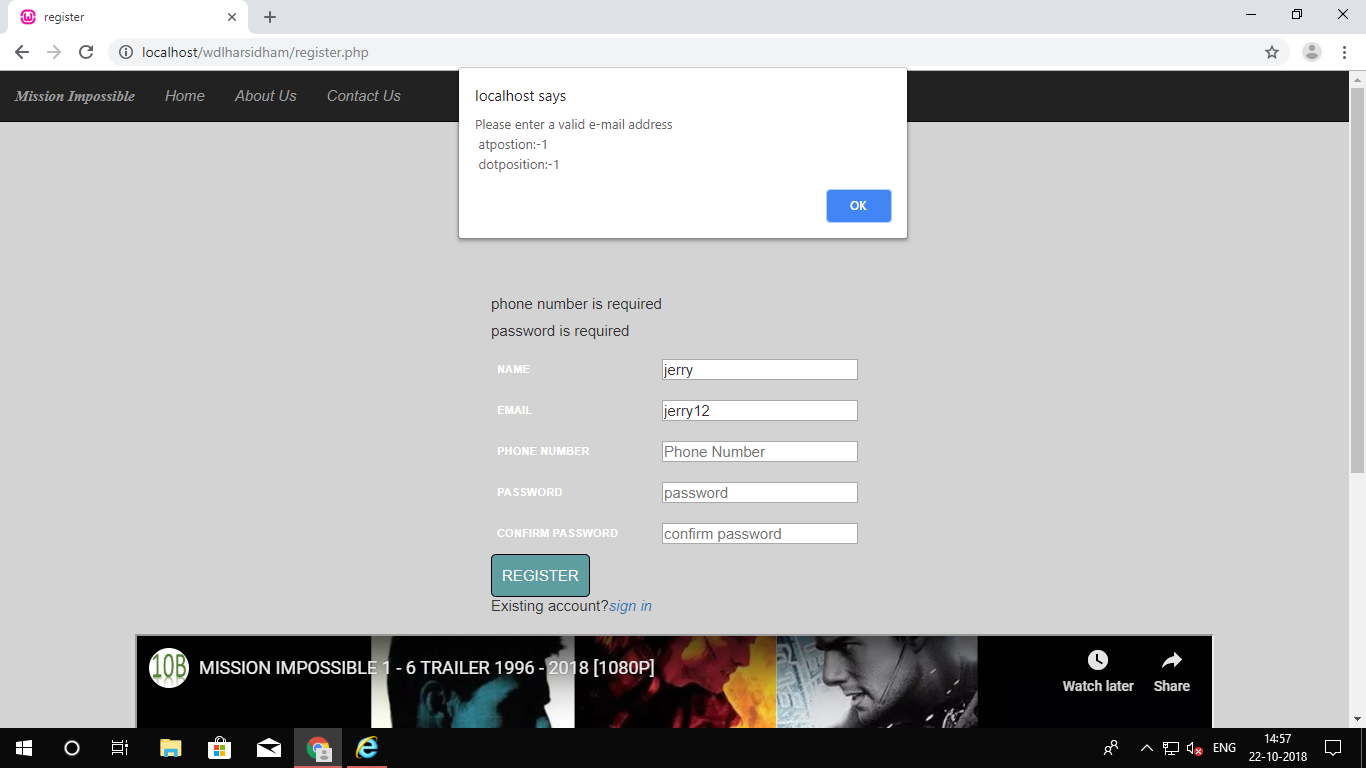 register
localhost/wdlharsidham/register.php
Mission Impossible Home About Us Contact Us
localhost says
Please enter a valid e-mail address
atpostion:-1
dotposition:-1
OK
phone number is required
password is required
NAME jerry
EMAIL jerry12
PHONE NUMBER Phone Number
PASSWORD password
CONFIRM PASSWORD confirm password
REGISTER
Existing account?sign in
10B MISSION IMPOSSIBLE 1 - 6 TRAILER 1996 - 2018 [1080P]
Watch later Share
ENG 14:57
22-10-2018